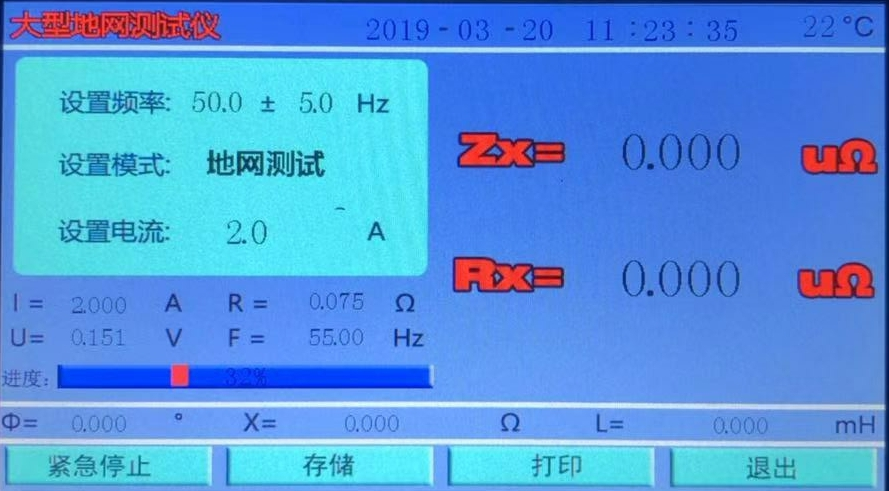 大型地网测试仪 2019-03-20 11:23:35 22℃
设置频率: 50.0 ± 5.0 Hz
设置模式: 地网测试
设置电流: 2.0 A
Zx= 0.000 uΩ
Rx= 0.000 uΩ
I = 2.000 A R = 0.075 Ω
U= 0.151 V F = 55.00 Hz
进度: 32%
Φ= 0.000 ° X= 0.000 Ω L= 0.000 mH
紧急停止 存储 打印 退出